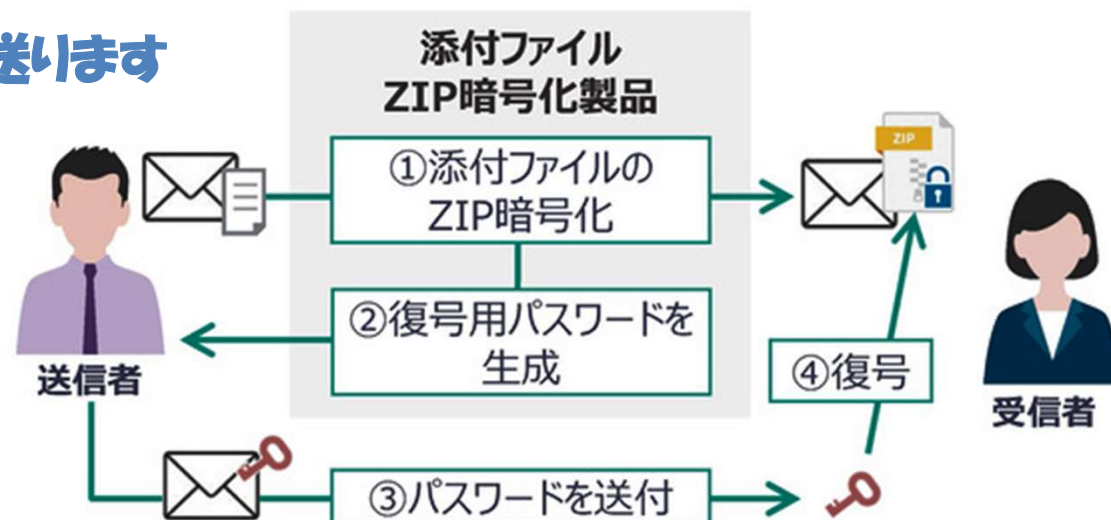 送ります
添付ファイル
ZIP暗号化製品
①添付ファイルの
ZIP暗号化
ZIP
②復号用パスワードを
生成
④復号
送信者
受信者
③パスワードを送付